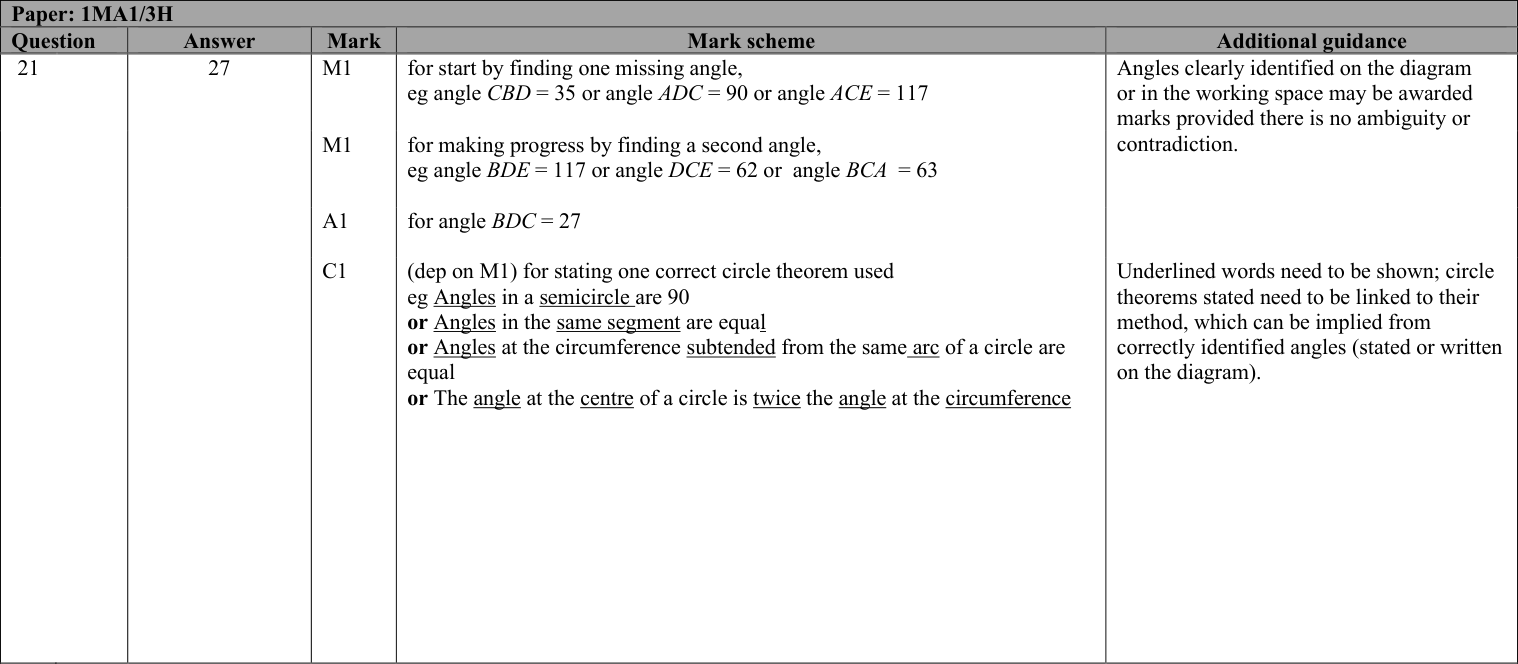 Paper: 1MA1/3H
Question Answer Mark Mark scheme Additional guidance
21 27 M1 for start by finding one missing angle,
eg angle CBD = 35 or angle ADC = 90 or angle ACE = 117
Angles clearly identified on the diagram
or in the working space may be awarded
marks provided there is no ambiguity or
contradiction.
M1 for making progress by finding a second angle,
eg angle BDE = 117 or angle DCE = 62 or angle BCA = 63
A1 for angle BDC = 27
C1 (dep on M1) for stating one correct circle theorem used
eg Angles in a semicircle are 90
or Angles in the same segment are equal
or Angles at the circumference subtended from the same arc of a circle are
equal
or The angle at the centre of a circle is twice the angle at the circumference
Underlined words need to be shown; circle
theorems stated need to be linked to their
method, which can be implied from
correctly identified angles (stated or written
on the diagram).